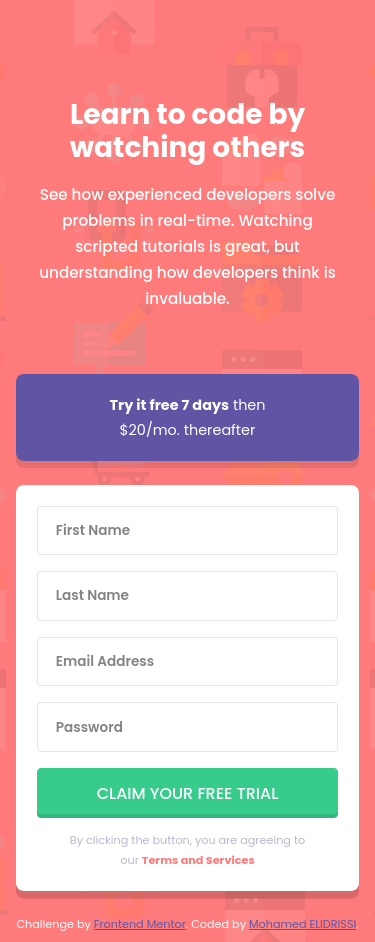 Learn to code by
watching others
See how experienced developers solve
problems in real-time. Watching
scripted tutorials is great, but
understanding how developers think is
invaluable.
Try it free 7 days then
$20/mo. thereafter
First Name
Last Name
Email Address
Password
CLAIM YOUR FREE TRIAL
By clicking the button, you are agreeing to
our Terms and Services
Challenge by Frontend Mentor. Coded by Mohamed ELIDRISSI.